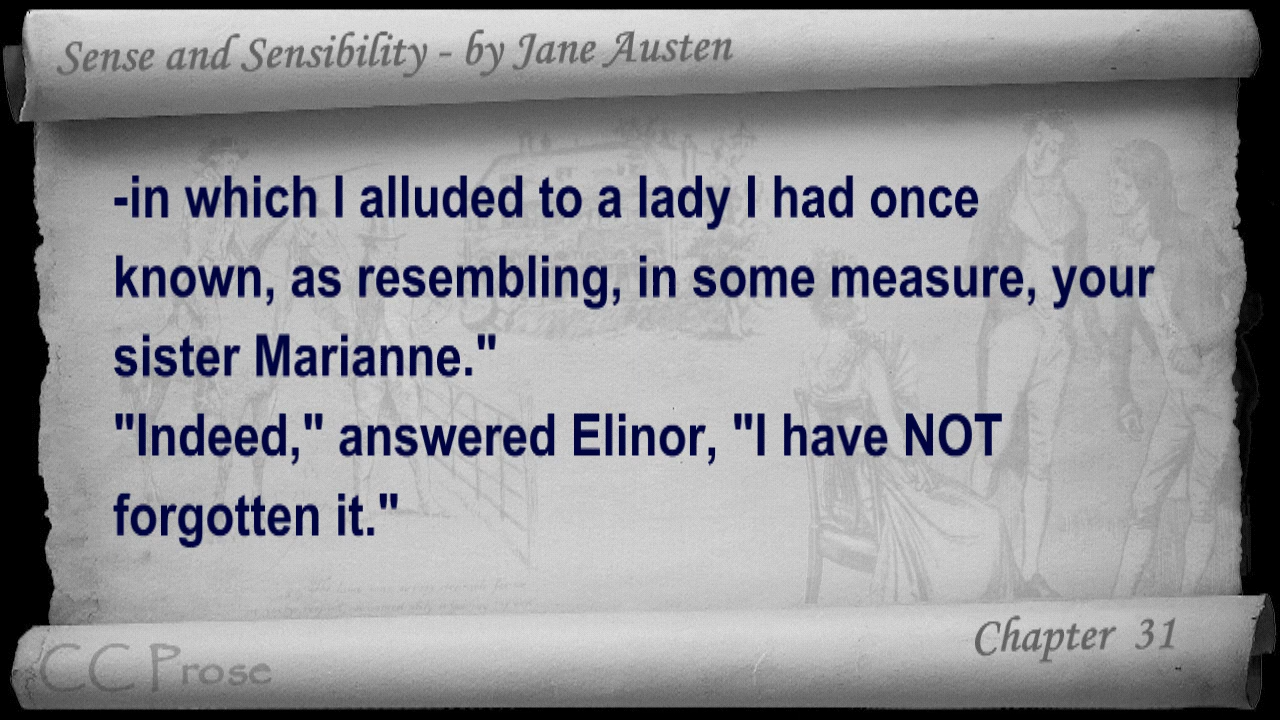 Sense and Sensibility - by Jane Austen
-in which I alluded to a lady I had once
known, as resembling, in some measure, your
sister Marianne."
"Indeed," answered Elinor, "I have NOT
forgotten it."
Chapter 31
CC Prose